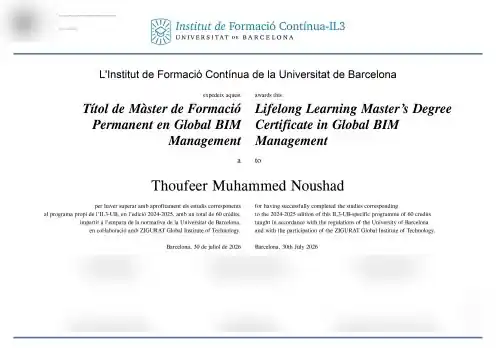 Institut de Formació Contínua-IL3
UNIVERSITAT DE BARCELONA
L'Institut de Formació Contínua de la Universitat de Barcelona
expedeix aquest
Títol de Màster de Formació
Permanent en Global BIM
Management
a
awards this
Lifelong Learning Master's Degree
Certificate in Global BIM
Management
to
Thoufeer Muhammed Noushad
per haver superat amb aprofitament els estudis corresponents
al programa propi de l'IL3-UB, en l'edició 2024-2025, amb un total de 60 crèdits,
impartit a l'empara de la normativa de la Universitat de Barcelona,
en col·laboració amb ZIGURAT Global Institute of Technology.
Barcelona, 30 de juliol de 2026
for having successfully completed the studies corresponding
to the 2024-2025 edition of this IL3-UB-specific programme of 60 credits
taught in accordance with the regulations of the University of Barcelona
and with the participation of the ZIGURAT Global Institute of Technology.
Barcelona, 30th July 2026